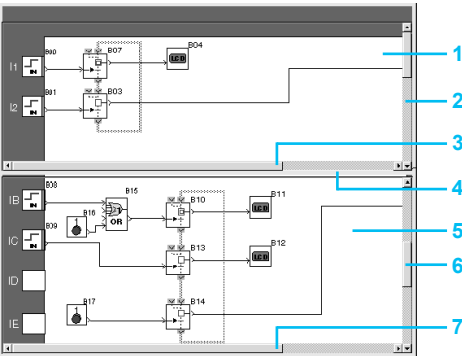 B00
B07
B04
1
I1
IN
LCD
B01
B03
2
I2
IN
3
4
B08
B15
B10
B11
IB
IN
B16
1
OR
LCD
5
B09
B13
B12
IC
IN
LCD
6
ID
B17
B14
IE
7